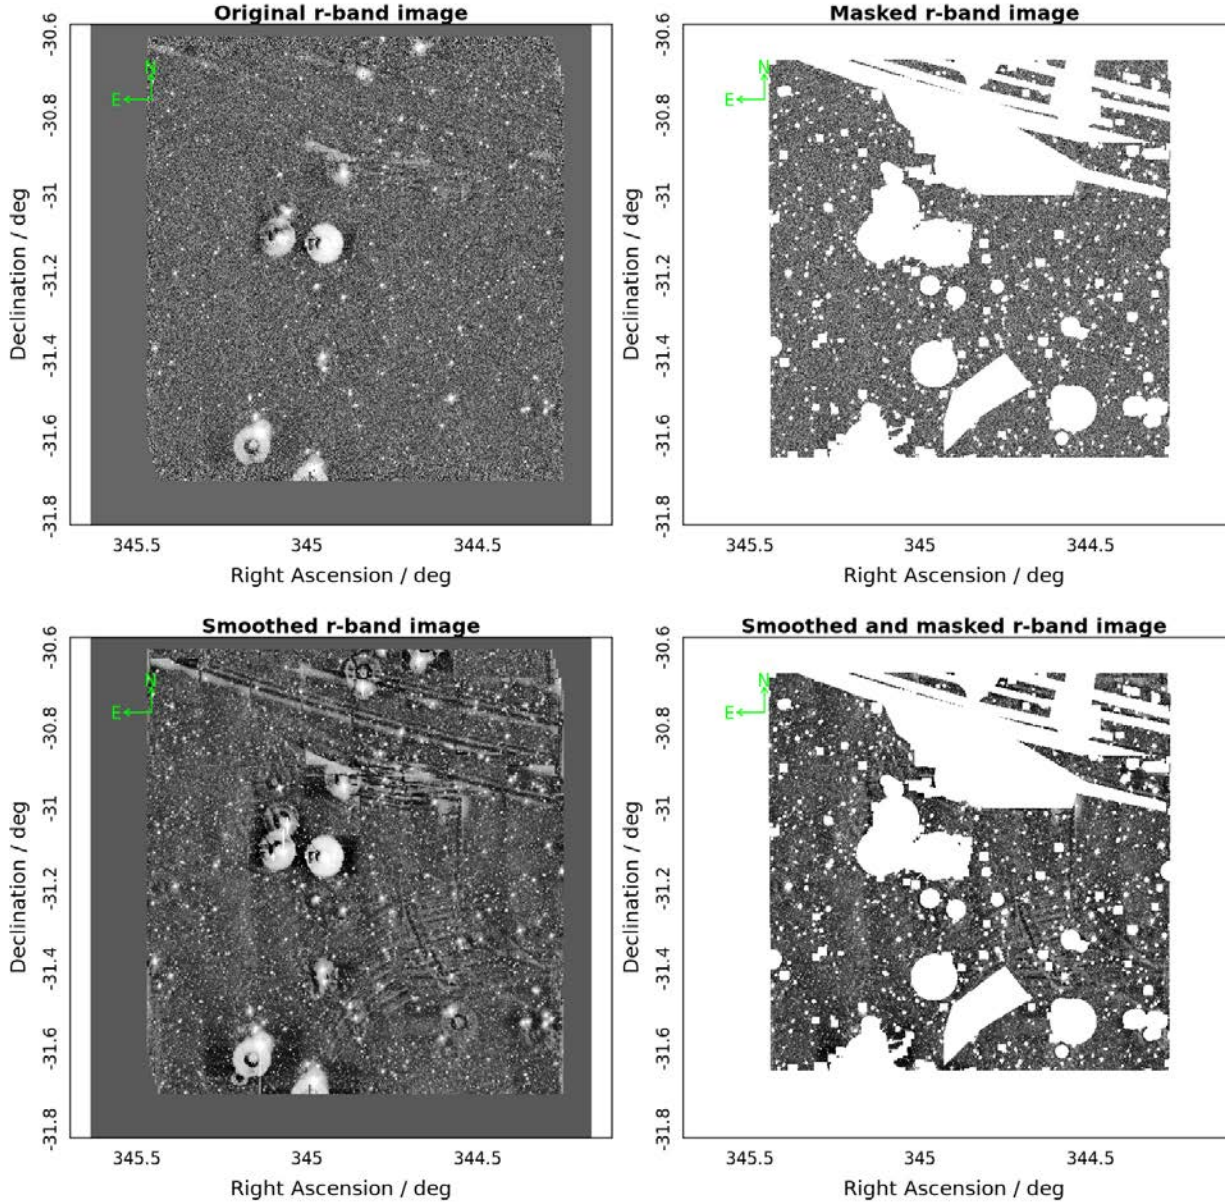 Original r-band image
Masked r-band image
-30.6
-30.8
-31
-31.2
-31.4
-31.6
-31.8
Declination / deg
N
E
345.5
345
344.5
Right Ascension / deg
-30.6
-30.8
-31
-31.2
-31.4
-31.6
-31.8
Declination / deg
N
E
345.5
345
344.5
Right Ascension / deg
Smoothed r-band image
Smoothed and masked r-band image
-30.6
-30.8
-31
-31.2
-31.4
-31.6
-31.8
Declination / deg
N
E
345.5
345
344.5
Right Ascension / deg
-30.6
-30.8
-31
-31.2
-31.4
-31.6
-31.8
Declination / deg
N
E
345.5
345
344.5
Right Ascension / deg